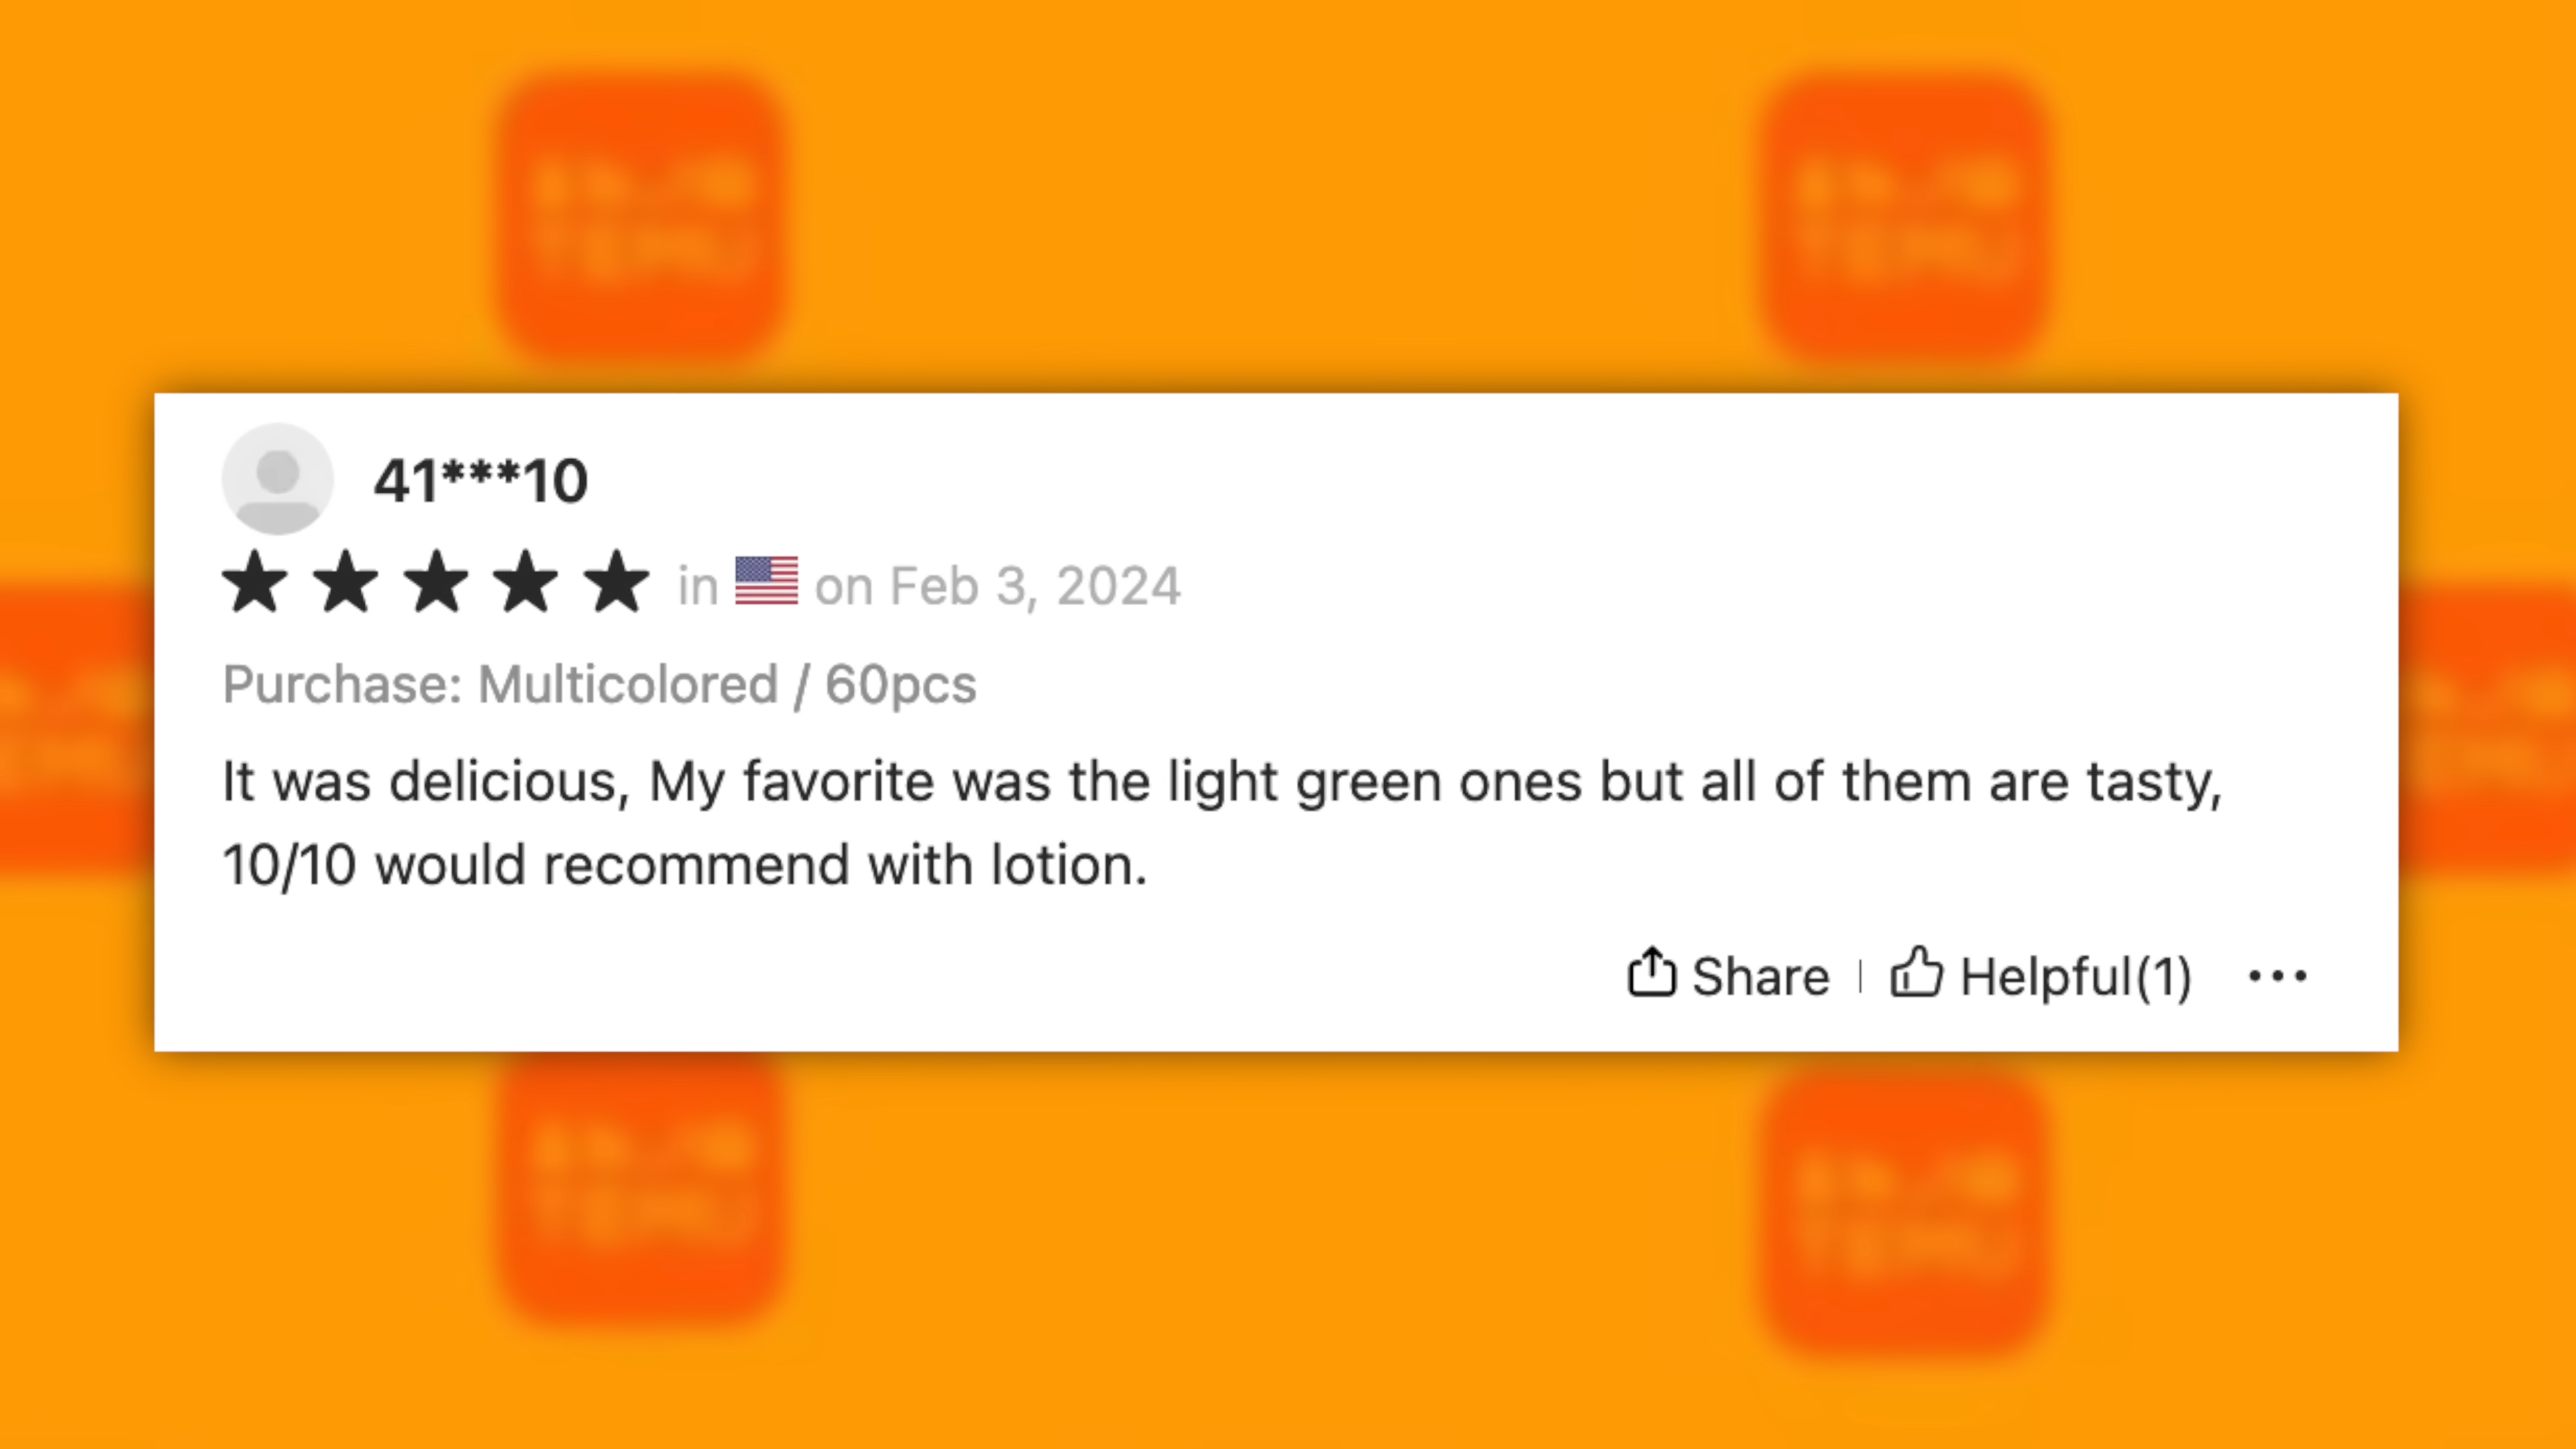 41***10
in on Feb 3, 2024
Purchase: Multicolored / 60pcs
It was delicious, My favorite was the light green ones but all of them are tasty,
10/10 would recommend with lotion.
Share Helpful(1)